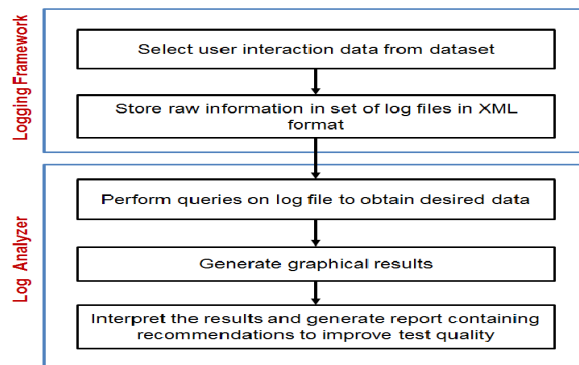 Logging Framework
Select user interaction data from dataset
Store raw information in set of log files in XML
format
Log Analyzer
Perform queries on log file to obtain desired data
Generate graphical results
Interpret the results and generate report containing
recommendations to improve test quality